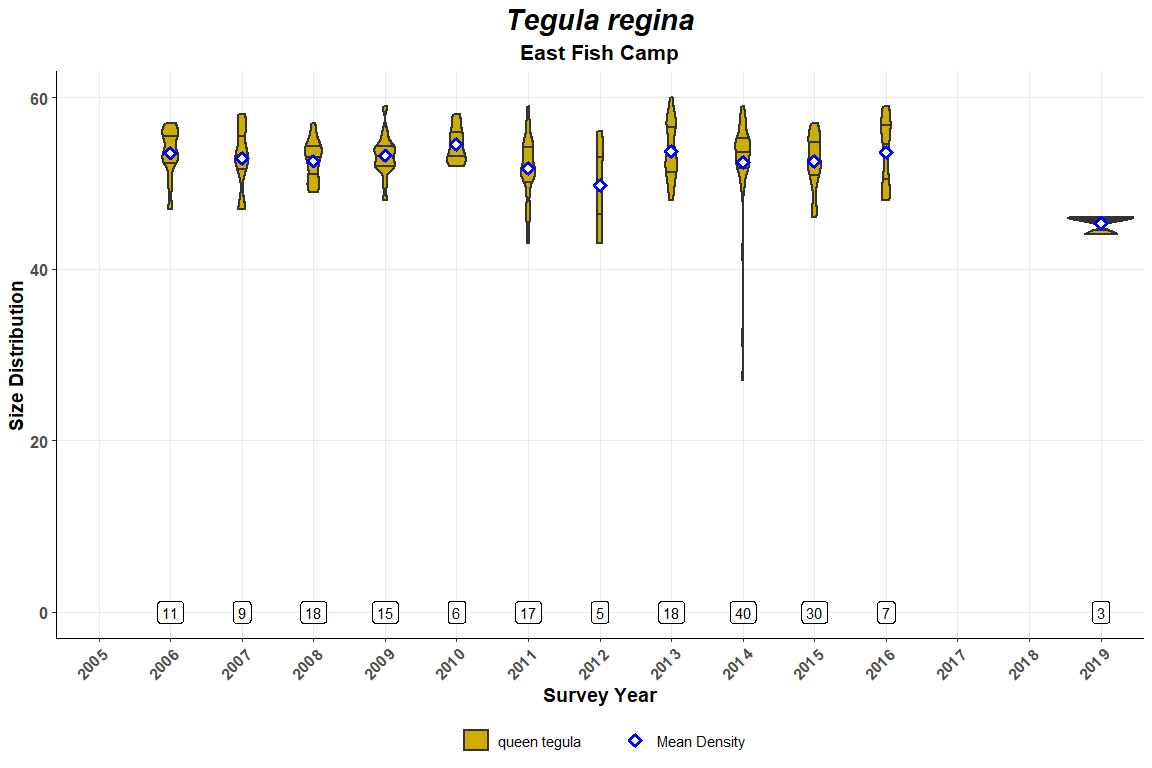 Tegula regina
East Fish Camp
Size Distribution
60
40
20
0
11 9 18 15 6 17 5 18 40 30 7 3
2005 2006 2007 2008 2009 2010 2011 2012 2013 2014 2015 2016 2017 2018 2019
Survey Year
queen tegula Mean Density